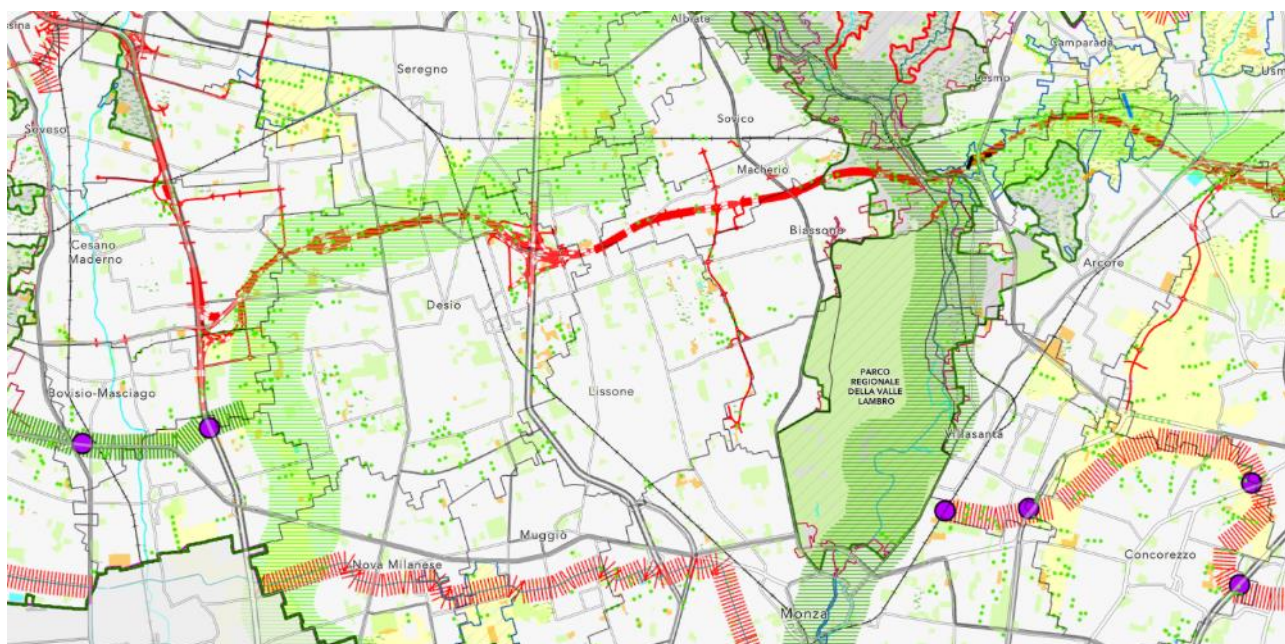 Albiate
Camparada
Seregno
Lesmo
Seveso
Sovico
Macherio
Biassono
Cesano
Maderno
Arcore
Desio
PARCO
REGIONALE
DELLA VALLE
LAMBRO
Bovisio-Masciago
Lissone
Villasanta
Muggiò
Concorezzo
Nova Milanese
Monza